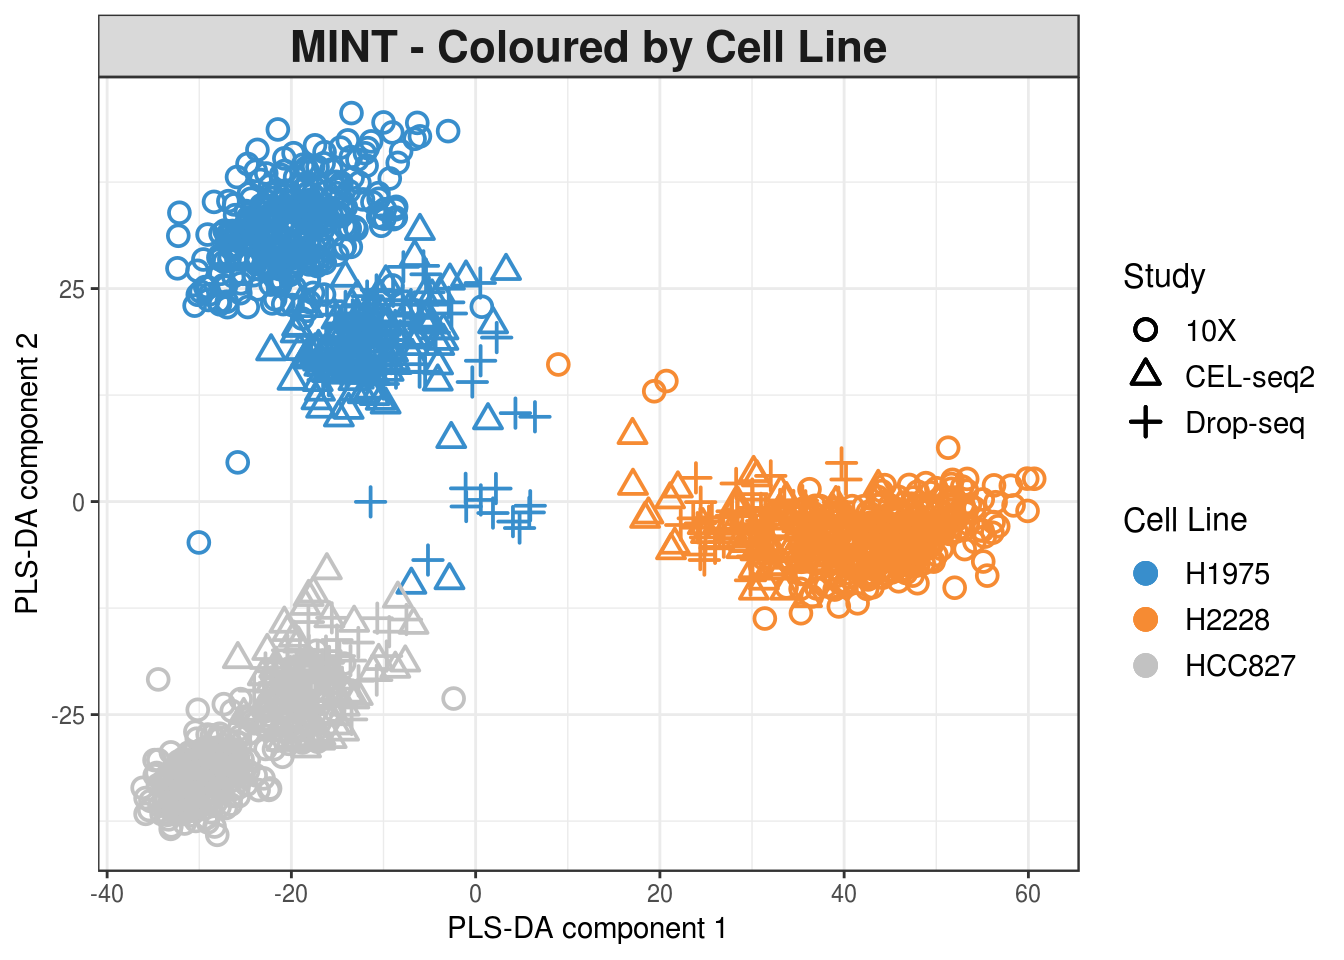 MINT - Coloured by Cell Line
PLS-DA component 2
25
0
-25
-40
-20
0
20
40
60
PLS-DA component 1
Study
10X
CEL-seq2
Drop-seq
Cell Line
H1975
H2228
HCC827